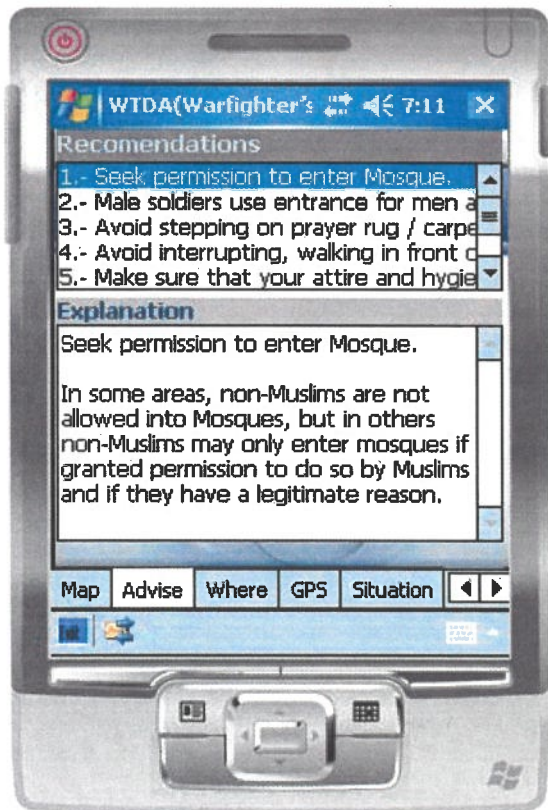 WTDA(Warfighter's 7:11
Recomendations
1.- Seek permission to enter Mosque.
2.- Male soldiers use entrance for men a
3.- Avoid stepping on prayer rug / carpe
4.- Avoid interrupting, walking in front o
5.- Make sure that your attire and hygie
Explanation
Seek permission to enter Mosque.
In some areas, non-Muslims are not
allowed into Mosques, but in others
non-Muslims may only enter mosques if
granted permission to do so by Muslims
and if they have a legitimate reason.
Map Advise Where GPS Situation